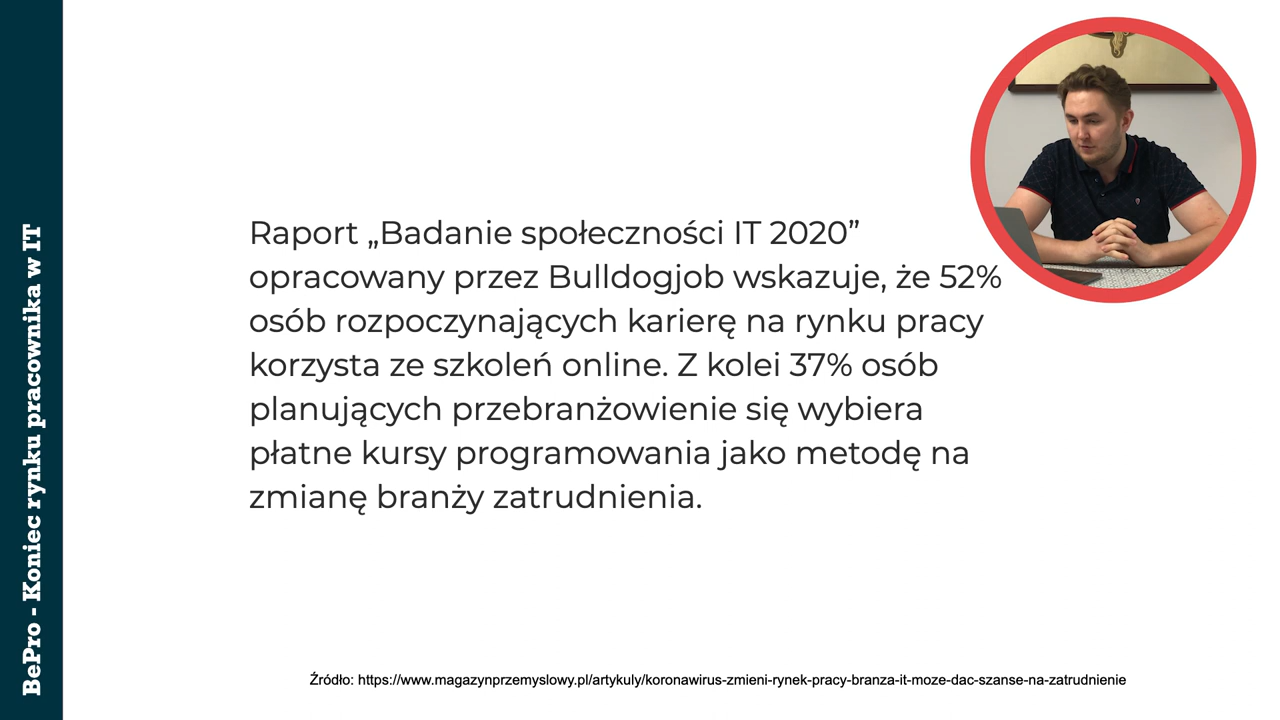 BePro - Koniec rynku pracownika w IT
Raport „Badanie społeczności IT 2020”
opracowany przez Bulldogjob wskazuje, że 52%
osób rozpoczynających karierę na rynku pracy
korzysta ze szkoleń online. Z kolei 37% osób
planujących przebranżowienie się wybiera
płatne kursy programowania jako metodę na
zmianę branży zatrudnienia.
Źródło: https://www.magazynprzemyslowy.pl/artykuly/koronawirus-zmieni-rynek-pracy-branza-it-moze-dac-szanse-na-zatrudnienie